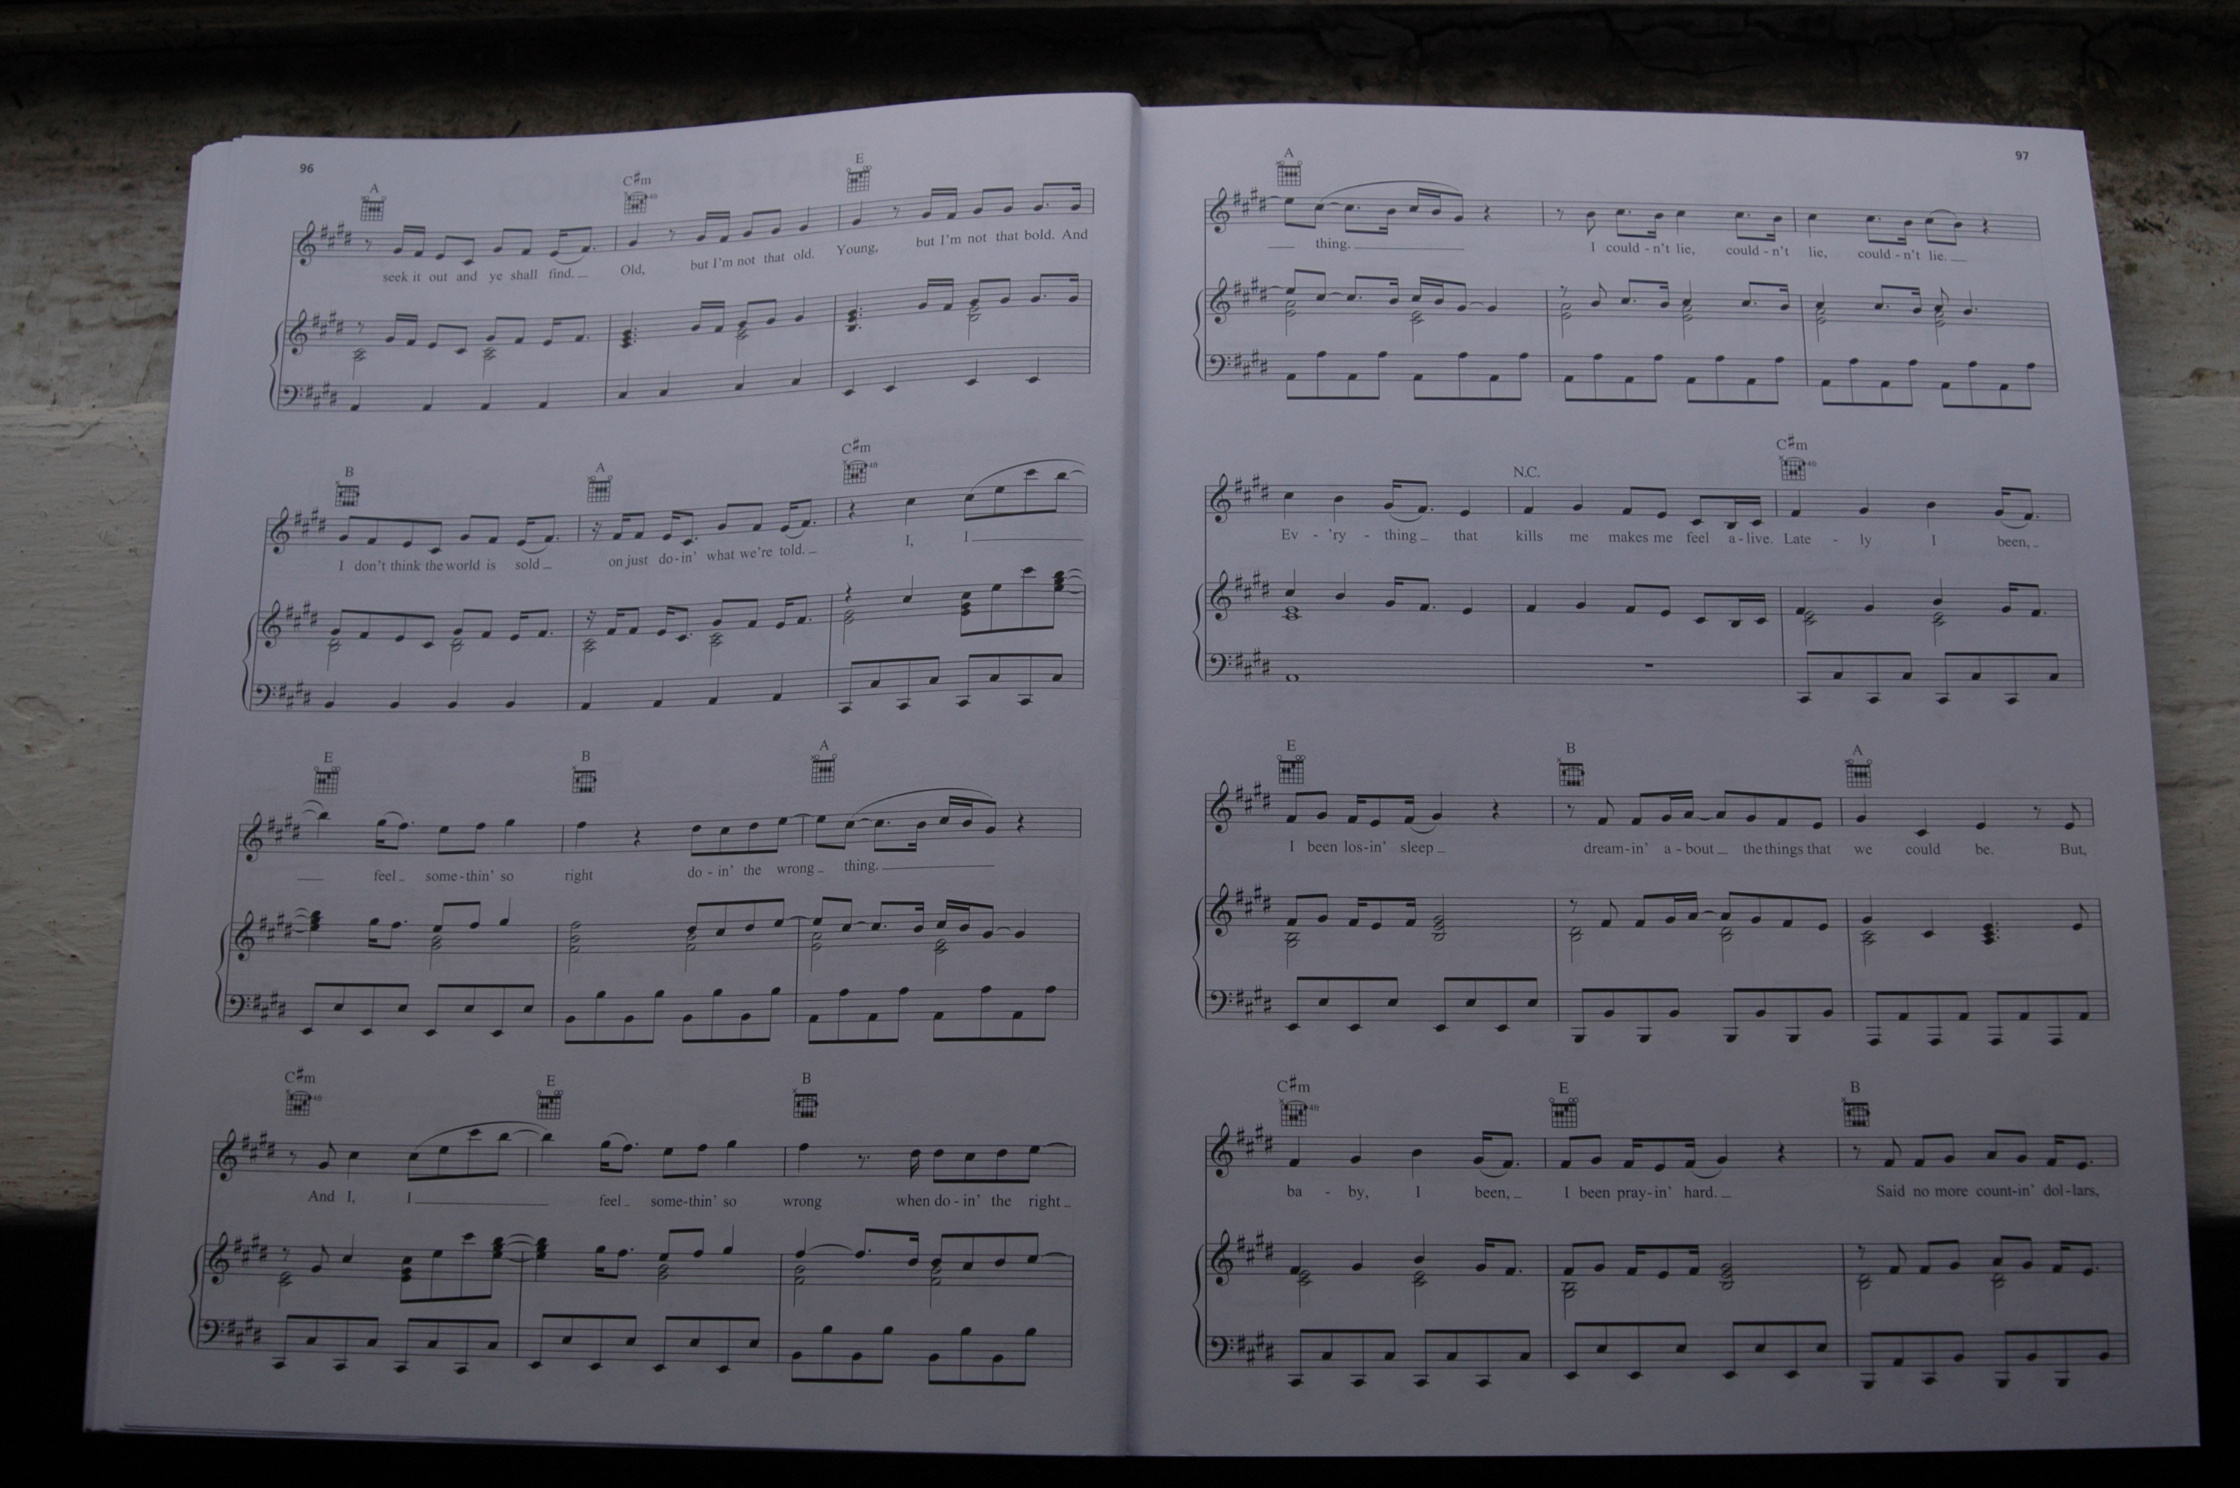 96
A C#m E
seek it out and ye shall find. Old, but I'm not that old. Young, but I'm not that bold. And
B A C#m
I don't think the world is sold on just do-in' what we're told. I, I
E B A
feel some-thin' so right do-in' the wrong thing.
C#m E B
And I, I feel some-thin' so wrong when do-in' the right
97
A
thing. I could-n't lie, could-n't lie, could-n't lie.
N.C. C#m
Ev-'ry-thing that kills me makes me feel a-live. Late-ly I been,
E B A
I been los-in' sleep dream-in' a-bout the things that we could be. But,
C#m E B
ba-by, I been, I been pray-in' hard. Said no more count-in' dol-lars,